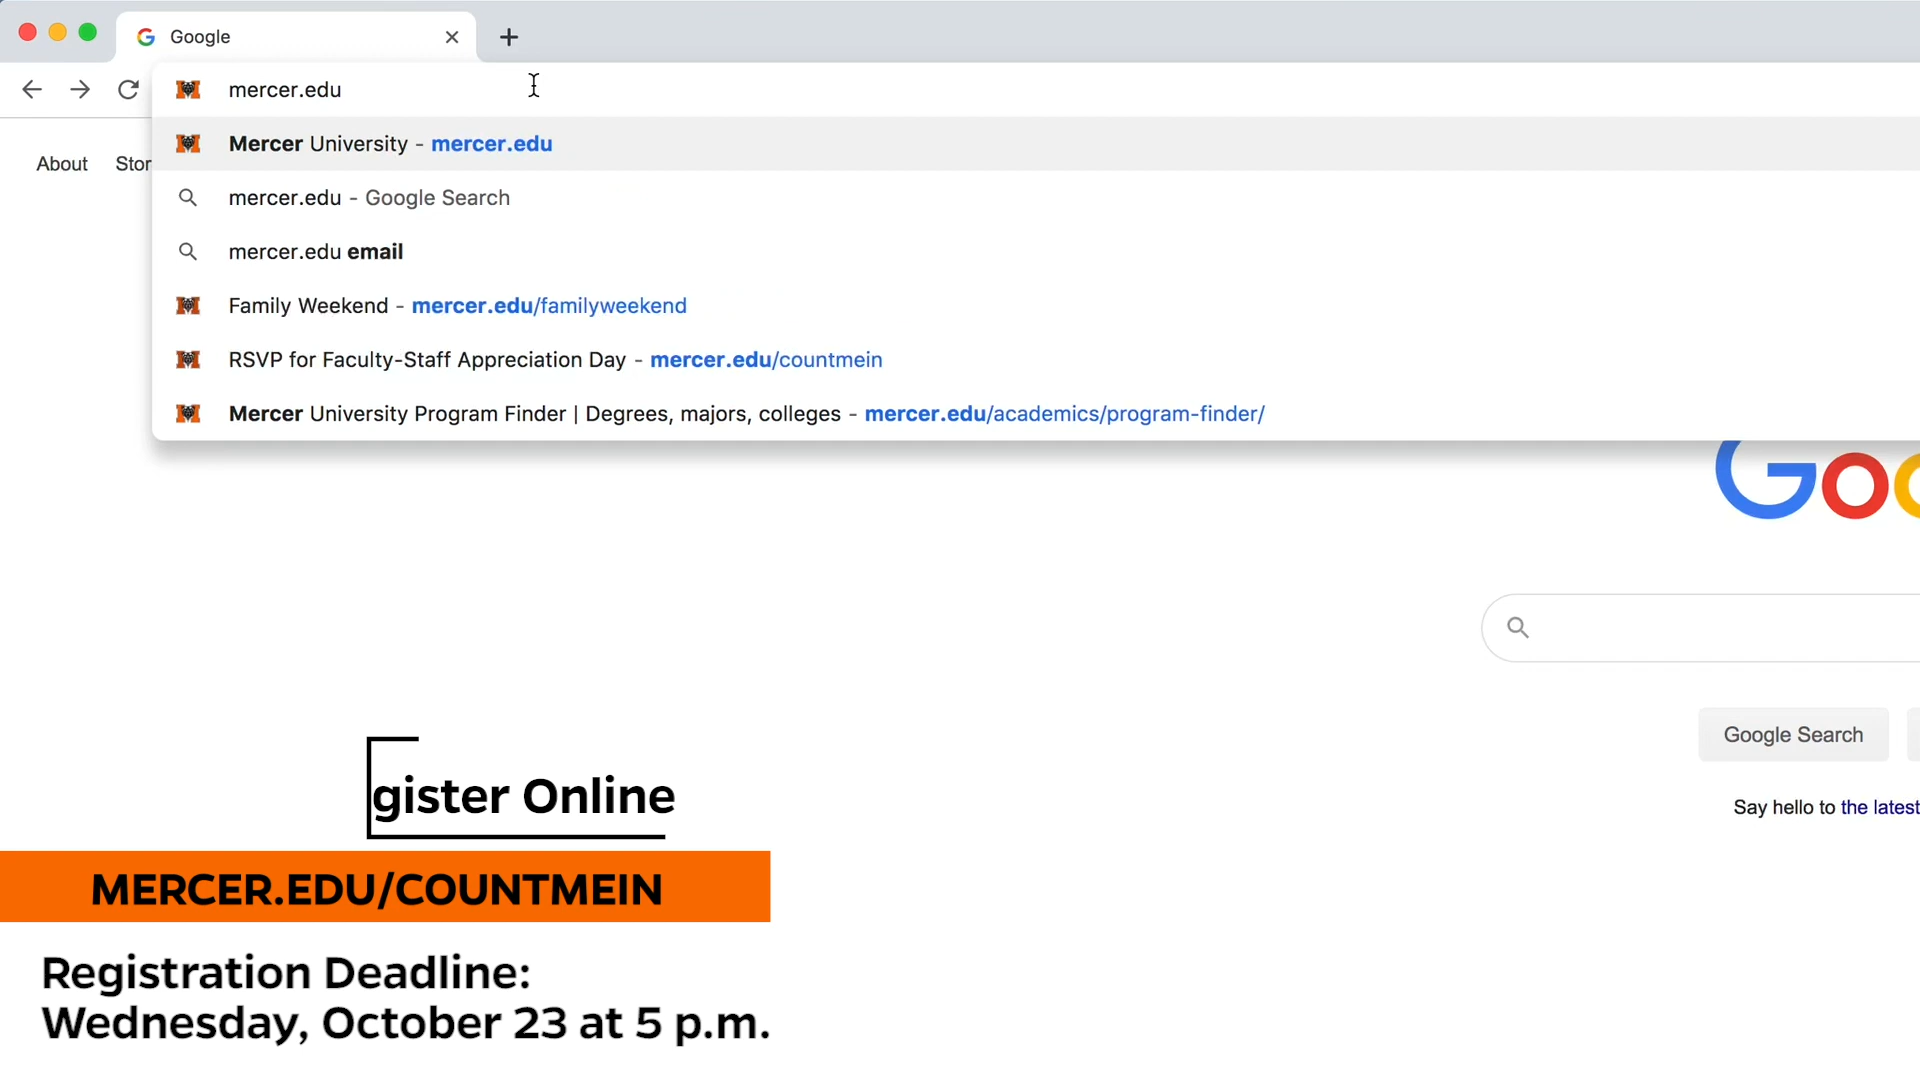 Google
mercer.edu
Mercer University - mercer.edu
About Stor
mercer.edu - Google Search
mercer.edu email
Family Weekend - mercer.edu/familyweekend
RSVP for Faculty-Staff Appreciation Day - mercer.edu/countmein
Mercer University Program Finder | Degrees, majors, colleges - mercer.edu/academics/program-finder/
Goo
Google Search
gister Online
Say hello to the latest
MERCER.EDU/COUNTMEIN
Registration Deadline:
Wednesday, October 23 at 5 p.m.